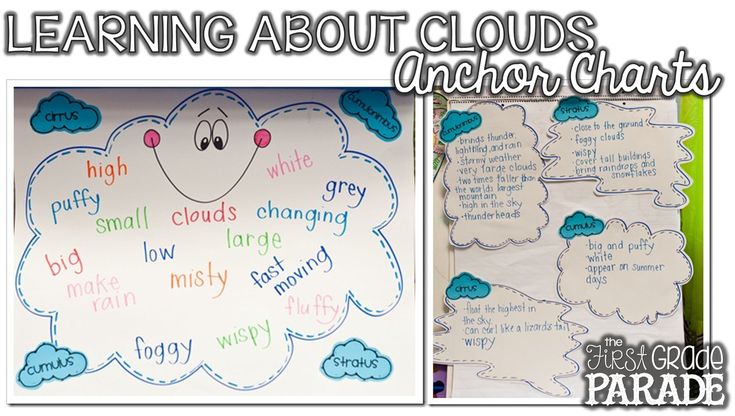 LEARNING ABOUT CLOUDS
Anchor Charts
cirrus
cumulonimbus
high
white
puffy
grey
small clouds changing
low
large
big
make
rain
misty
fast
moving
fluffy
foggy
wispy
cumulus
stratus
cumulonimbus
·brings thunder,
lightning, and rain
·stormy weather
·very large clouds
·two times taller than
the worlds largest
mountain
·high in the sky
·thunderheads
stratus
·close to the ground
·foggy clouds
·wispy
·cover tall buildings
·bring raindrops and
snowflakes
cumulus
·big and puffy
·white
·appear on summer
days
cirrus
·float the highest in
the sky
·can curl like a lizard's tail
·wispy
the
First Grade
PARADE